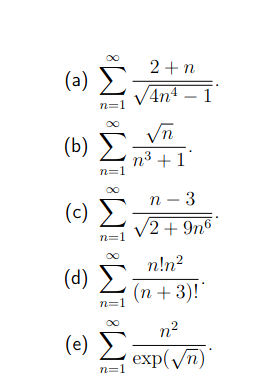 (a) $\sum_{n=1}^{\infty} \frac{2+n}{\sqrt{4n^4-1}}$.
(b) $\sum_{n=1}^{\infty} \frac{\sqrt{n}}{n^3+1}$.
(c) $\sum_{n=1}^{\infty} \frac{n-3}{\sqrt{2+9n^6}}$.
(d) $\sum_{n=1}^{\infty} \frac{n!n^2}{(n+3)!}$.
(e) $\sum_{n=1}^{\infty} \frac{n^2}{\exp(\sqrt{n})}$.